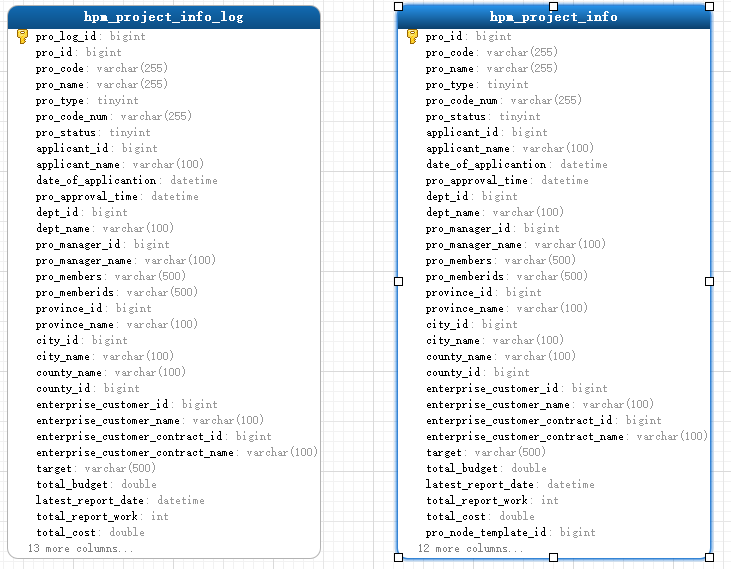 hpm_project_info_log
pro_log_id: bigint
pro_id: bigint
pro_code: varchar(255)
pro_name: varchar(255)
pro_type: tinyint
pro_code_num: varchar(255)
pro_status: tinyint
applicant_id: bigint
applicant_name: varchar(100)
date_of_applicantion: datetime
pro_approval_time: datetime
dept_id: bigint
dept_name: varchar(100)
pro_manager_id: bigint
pro_manager_name: varchar(100)
pro_members: varchar(500)
pro_memberids: varchar(500)
province_id: bigint
province_name: varchar(100)
city_id: bigint
city_name: varchar(100)
county_name: varchar(100)
county_id: bigint
enterprise_customer_id: bigint
enterprise_customer_name: varchar(100)
enterprise_customer_contract_id: bigint
enterprise_customer_contract_name: varchar(100)
target: varchar(500)
total_budget: double
latest_report_date: datetime
total_report_work: int
total_cost: double
13 more columns...
hpm_project_info
pro_id: bigint
pro_code: varchar(255)
pro_name: varchar(255)
pro_type: tinyint
pro_code_num: varchar(255)
pro_status: tinyint
applicant_id: bigint
applicant_name: varchar(100)
date_of_applicantion: datetime
pro_approval_time: datetime
dept_id: bigint
dept_name: varchar(100)
pro_manager_id: bigint
pro_manager_name: varchar(100)
pro_members: varchar(500)
pro_memberids: varchar(500)
province_id: bigint
province_name: varchar(100)
city_id: bigint
city_name: varchar(100)
county_name: varchar(100)
county_id: bigint
enterprise_customer_id: bigint
enterprise_customer_name: varchar(100)
enterprise_customer_contract_id: bigint
enterprise_customer_contract_name: varchar(100)
target: varchar(500)
total_budget: double
latest_report_date: datetime
total_report_work: int
total_cost: double
pro_node_template_id: bigint
12 more columns...